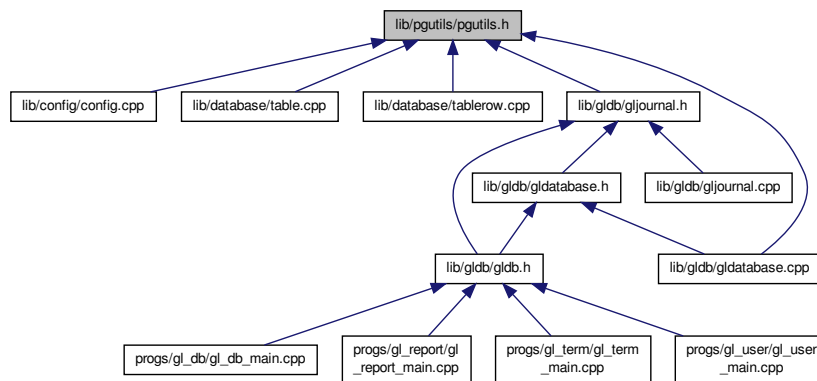 lib/pgutils/pgutils.h
lib/config/config.cpp
lib/database/table.cpp
lib/database/tablerow.cpp
lib/gldb/gljournal.h
lib/gldb/gldatabase.h
lib/gldb/gljournal.cpp
lib/gldb/gldb.h
lib/gldb/gldatabase.cpp
progs/gl_db/gl_db_main.cpp
progs/gl_report/gl
_report_main.cpp
progs/gl_term/gl_term
_main.cpp
progs/gl_user/gl_user
_main.cpp